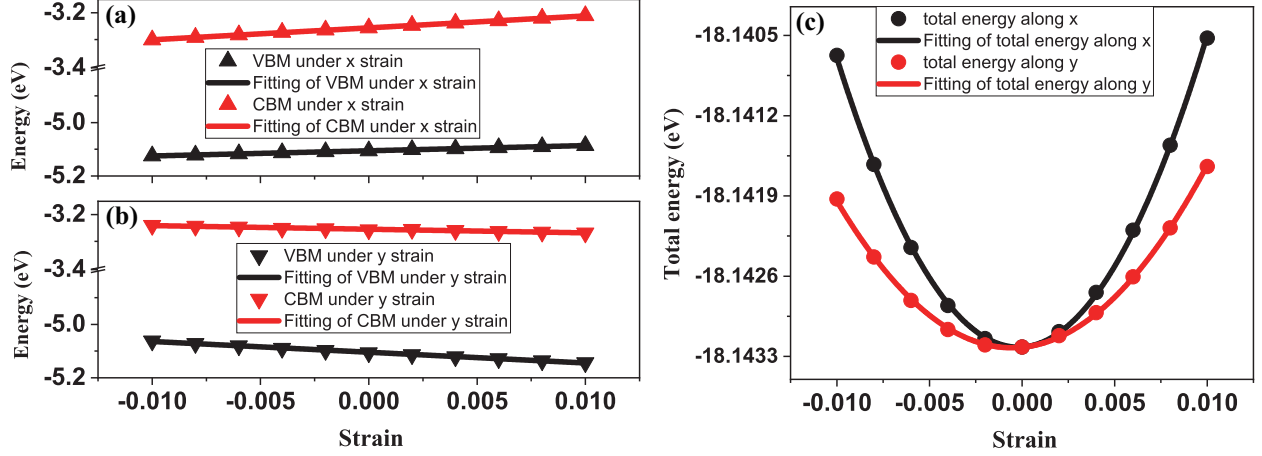 (a)
-3.2
-3.4
-5.0
-5.2
Energy (eV)
VBM under x strain
Fitting of VBM under x strain
CBM under x strain
Fitting of CBM under x strain
(b)
-3.2
-3.4
-5.0
-5.2
Energy (eV)
VBM under y strain
Fitting of VBM under y strain
CBM under y strain
Fitting of CBM under y strain
-0.010 -0.005 0.000 0.005 0.010
Strain
(c)
total energy along x
Fitting of total energy along x
total energy along y
Fitting of total energy along y
-18.1405
-18.1412
-18.1419
-18.1426
-18.1433
Total energy (eV)
-0.010 -0.005 0.000 0.005 0.010
Strain